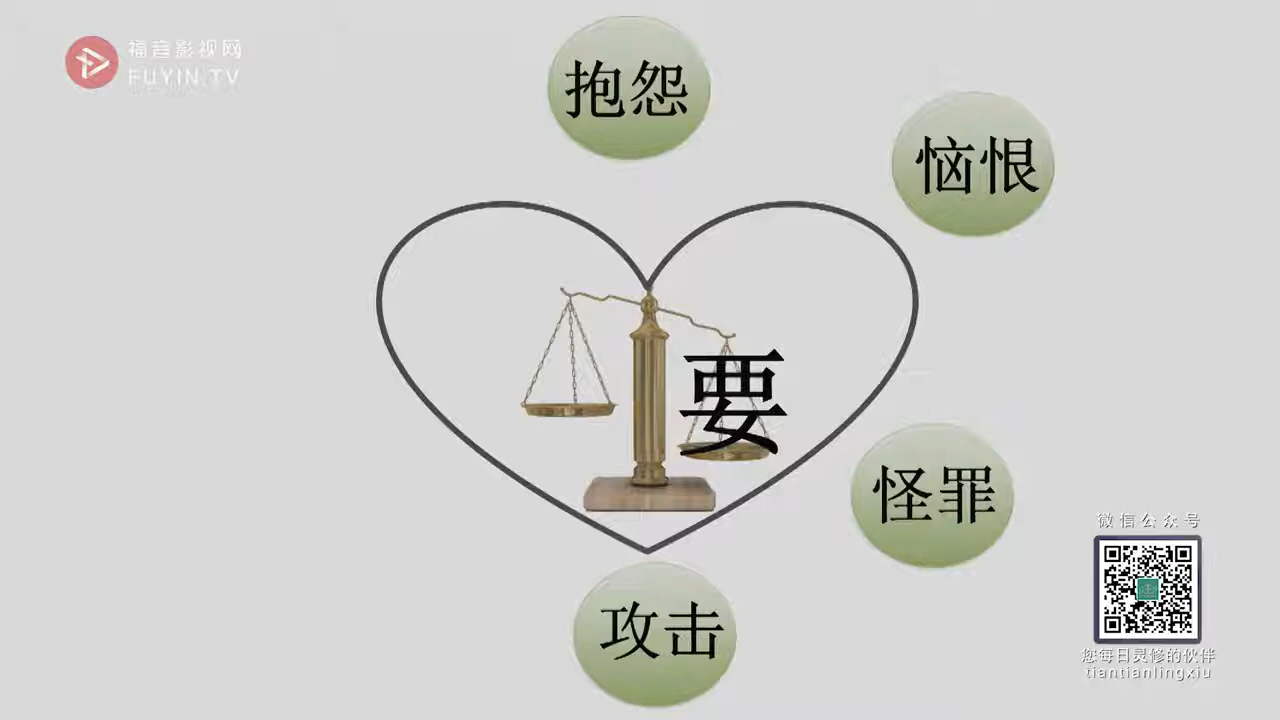 福音影视网
FUYIN.TV
抱怨
恼恨
要
怪罪
攻击
微信公众号
您每日灵修的伙伴
tiantianlingxiu